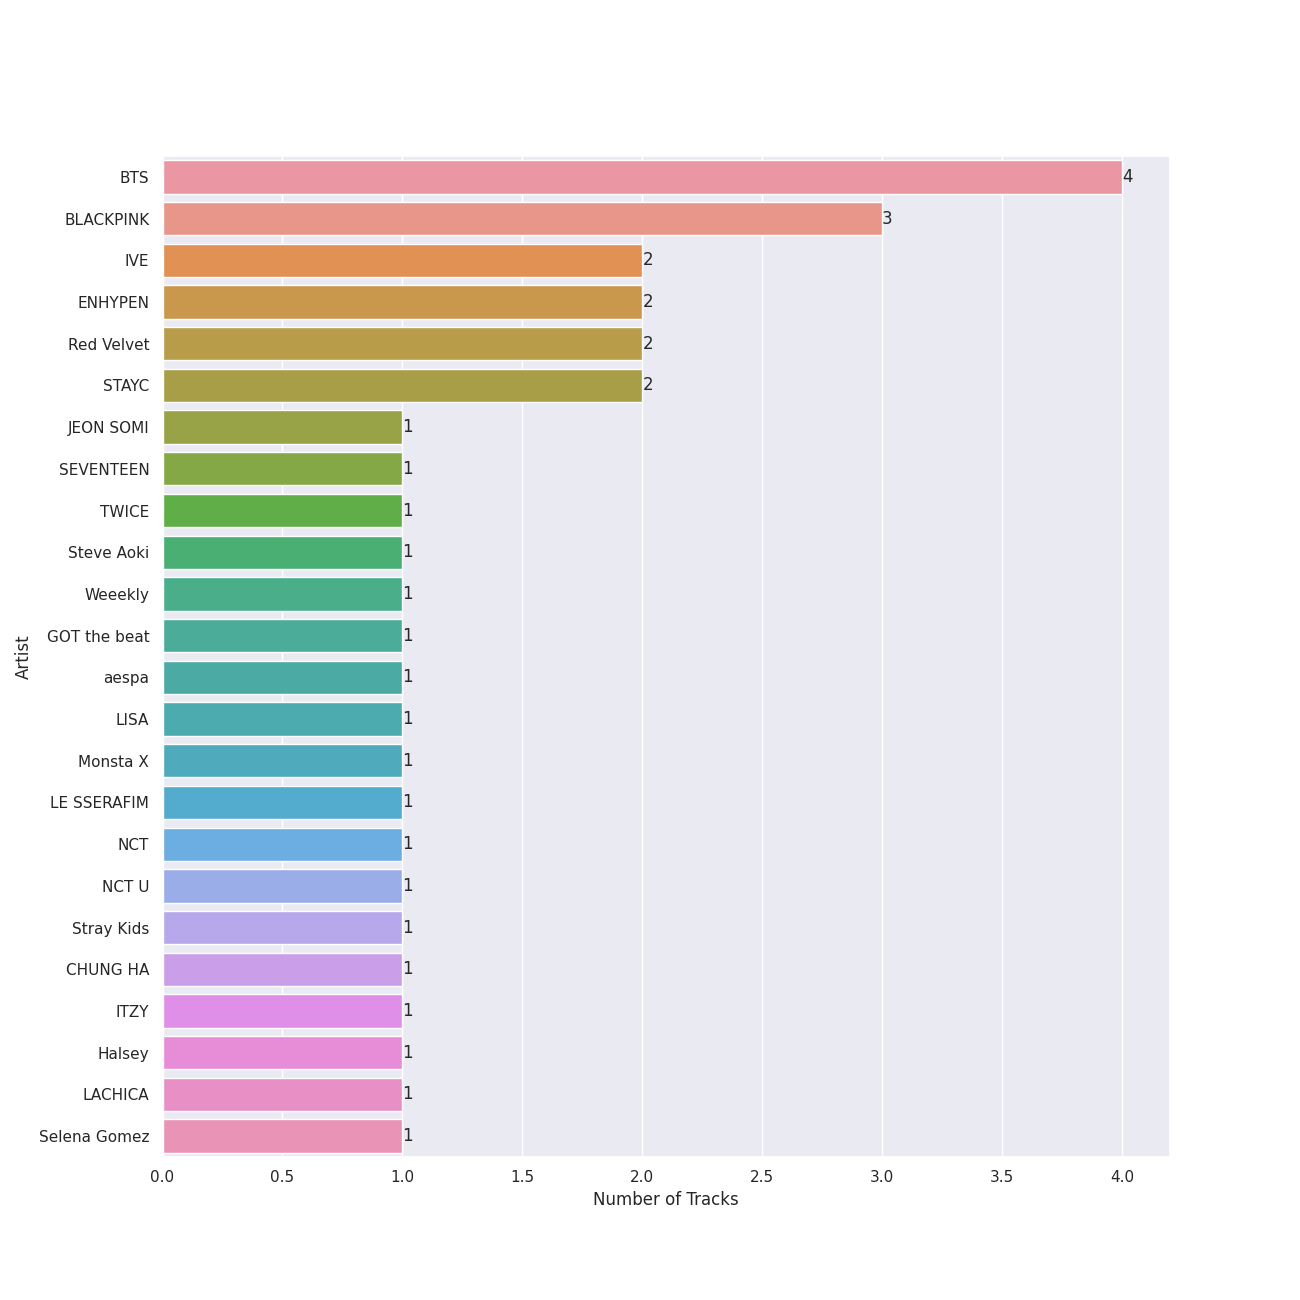 BTS 4
BLACKPINK 3
IVE 2
ENHYPEN 2
Red Velvet 2
STAYC 2
JEON SOMI 1
SEVENTEEN 1
TWICE 1
Steve Aoki 1
Weeekly 1
GOT the beat 1
aespa 1
LISA 1
Monsta X 1
LE SSERAFIM 1
NCT 1
NCT U 1
Stray Kids 1
CHUNG HA 1
ITZY 1
Halsey 1
LACHICA 1
Selena Gomez 1
Artist
0.0 0.5 1.0 1.5 2.0 2.5 3.0 3.5 4.0
Number of Tracks